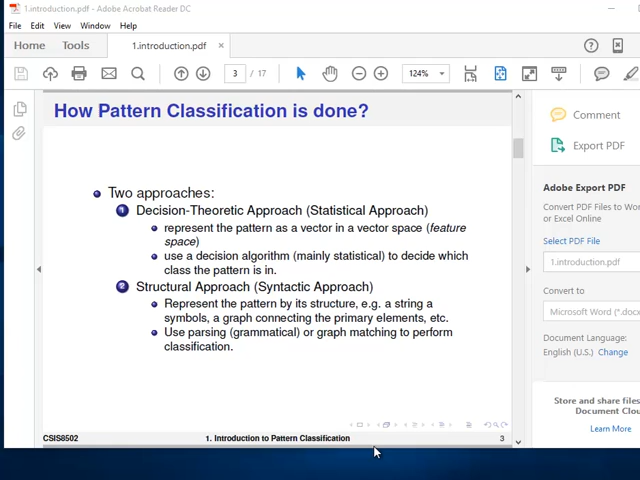 1.introduction.pdf - Adobe Acrobat Reader DC
File Edit View Window Help
Home Tools 1.introduction.pdf ×
3 / 17 124%
How Pattern Classification is done?
Two approaches:
1 Decision-Theoretic Approach (Statistical Approach)
represent the pattern as a vector in a vector space (feature
space)
use a decision algorithm (mainly statistical) to decide which
class the pattern is in.
2 Structural Approach (Syntactic Approach)
Represent the pattern by its structure, e.g. a string a
symbols, a graph connecting the primary elements, etc.
Use parsing (grammatical) or graph matching to perform
classification.
CSIS8502 1. Introduction to Pattern Classification 3
Comment
Export PDF
Adobe Export PDF
Convert PDF Files to Wor
or Excel Online
Select PDF File
1.introduction.pdf
Convert to
Microsoft Word (*.docx
Document Language:
English (U.S.) Change
Store and share files
Document Clou
Learn More